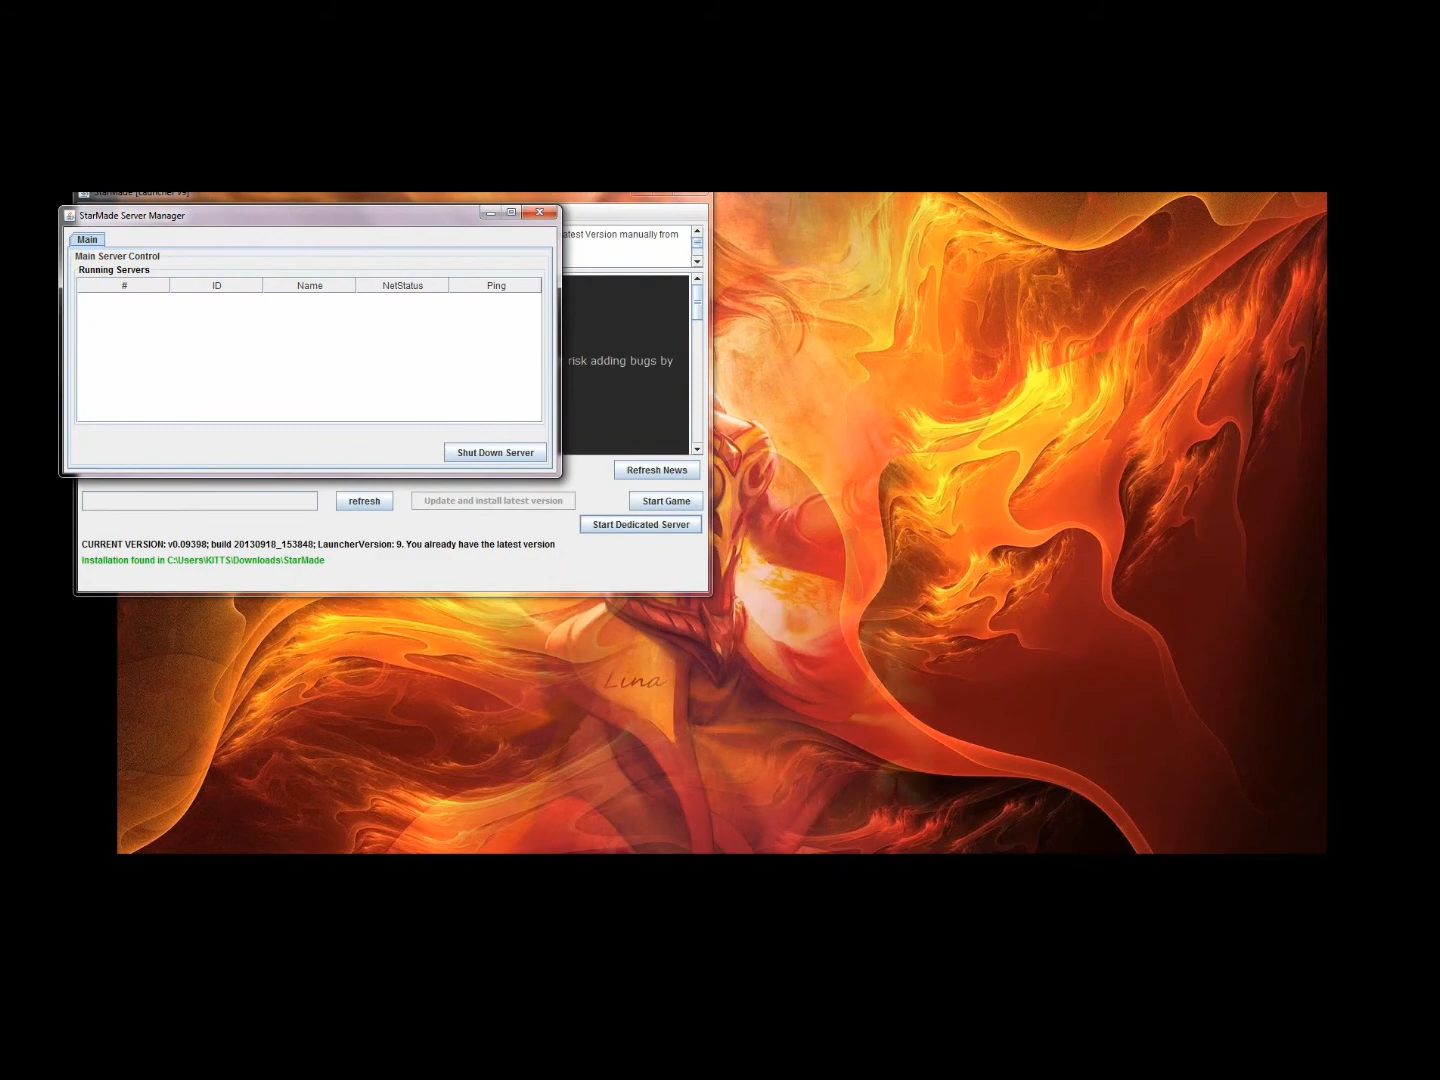 StarMade [Launcher v9]
StarMade Server Manager
Main
atest Version manually from
Main Server Control
Running Servers
# ID Name NetStatus Ping
risk adding bugs by
Shut Down Server
Refresh News
refresh Update and install latest version Start Game
Start Dedicated Server
CURRENT VERSION: v0.09398; build 20130918_153848; LauncherVersion: 9. You already have the latest version
Installation found in C:\Users\KITTS\Downloads\StarMade
Lina